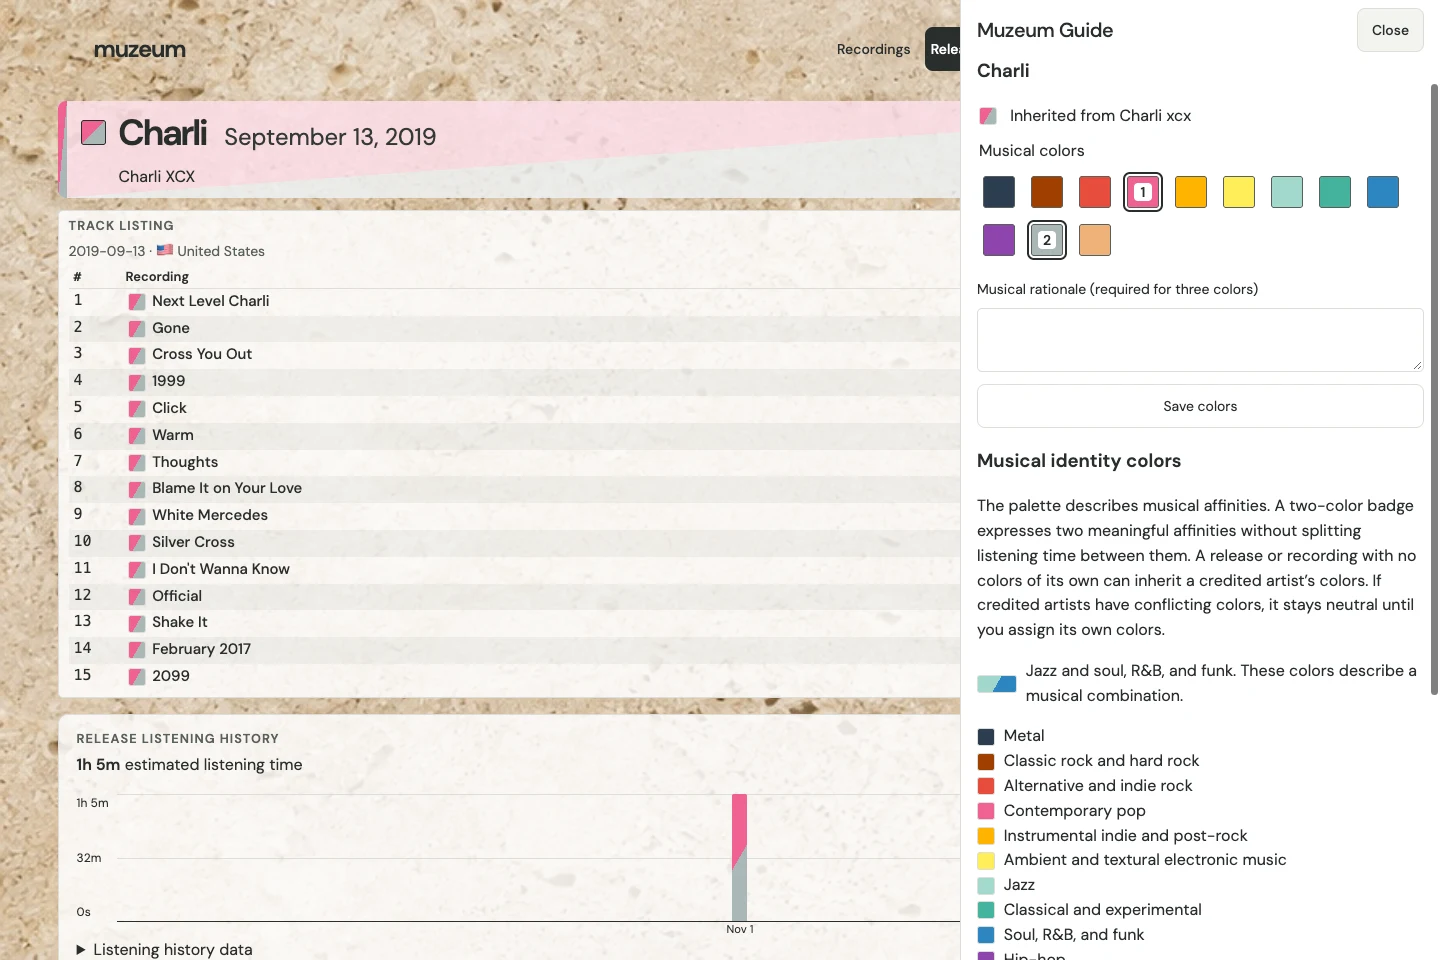 muzeum
Recordings
Relea
Charli September 13, 2019
Charli XCX
TRACK LISTING
2019-09-13 · United States
# Recording
1 Next Level Charli
2 Gone
3 Cross You Out
4 1999
5 Click
6 Warm
7 Thoughts
8 Blame It on Your Love
9 White Mercedes
10 Silver Cross
11 I Don't Wanna Know
12 Official
13 Shake It
14 February 2017
15 2099
RELEASE LISTENING HISTORY
1h 5m estimated listening time
1h 5m
32m
0s
Nov 1
Listening history data
Muzeum Guide
Close
Charli
Inherited from Charli xcx
Musical colors
1
2
Musical rationale (required for three colors)
Save colors
Musical identity colors
The palette describes musical affinities. A two-color badge
expresses two meaningful affinities without splitting
listening time between them. A release or recording with no
colors of its own can inherit a credited artist’s colors. If
credited artists have conflicting colors, it stays neutral until
you assign its own colors.
Jazz and soul, R&B, and funk. These colors describe a
musical combination.
Metal
Classic rock and hard rock
Alternative and indie rock
Contemporary pop
Instrumental indie and post-rock
Ambient and textural electronic music
Jazz
Classical and experimental
Soul, R&B, and funk
Hip-hop